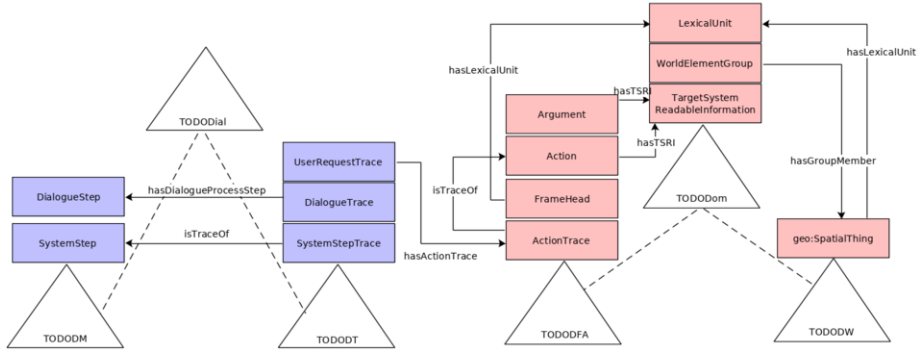 LexicalUnit
hasLexicalUnit
hasLexicalUnit
WorldElementGroup
hasTSRI
TargetSystem
ReadableInformation
Argument
TODODial
UserRequestTrace
Action
hasTSRI
hasGroupMember
isTraceOf
hasDialogueProcessStep
DialogueStep
DialogueTrace
FrameHead
TODODom
SystemStep
isTraceOf
SystemStepTrace
ActionTrace
geo:SpatialThing
hasActionTrace
TODODM
TODODT
TODODFA
TODODW